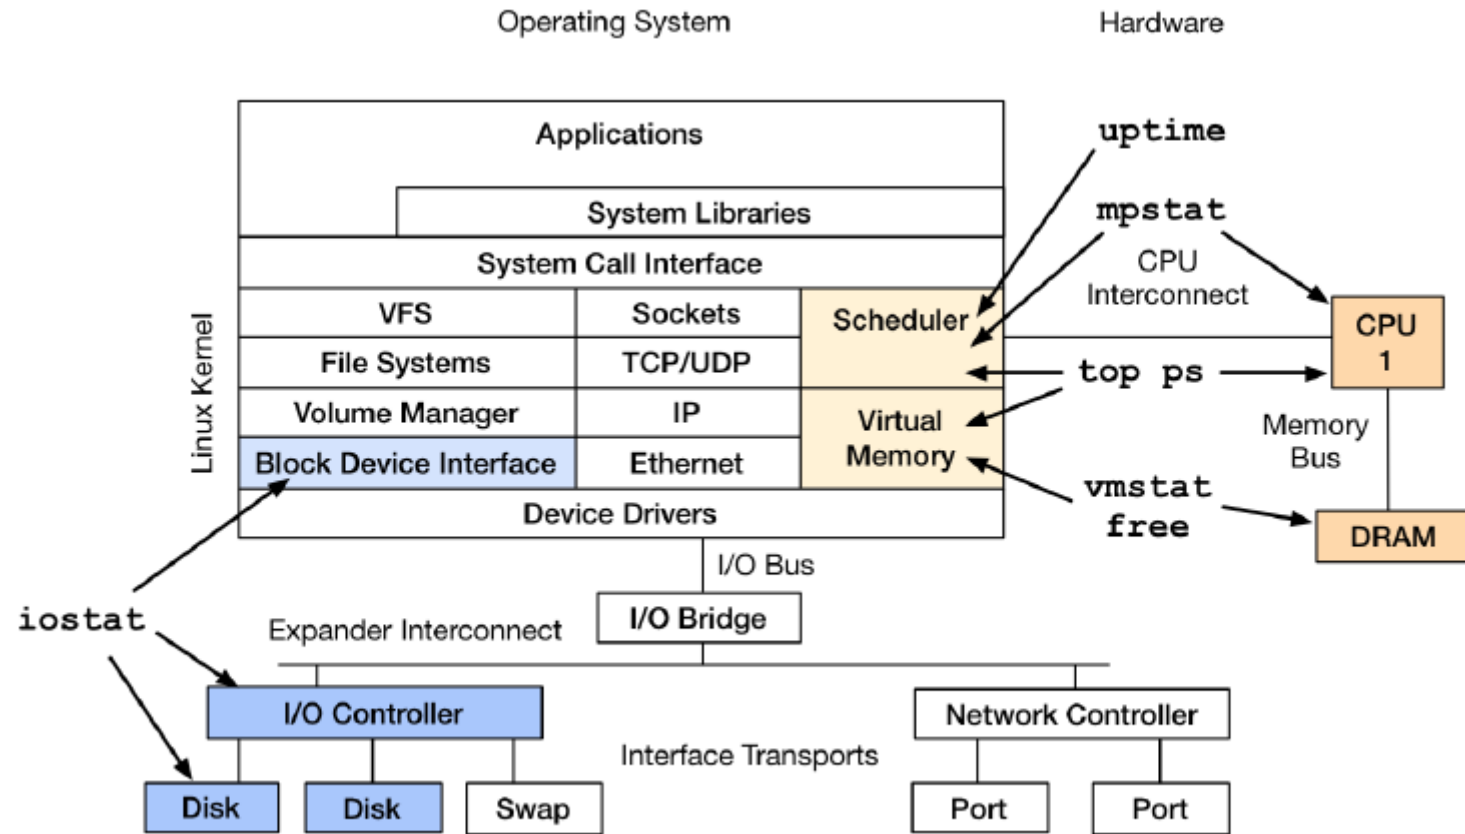 Operating System
Hardware
Applications
uptime
System Libraries
mpstat
System Call Interface
CPU
Interconnect
Linux Kernel
VFS
Sockets
Scheduler
CPU
1
File Systems
TCP/UDP
top ps
Volume Manager
IP
Virtual
Memory
Memory
Bus
Block Device Interface
Ethernet
vmstat
free
Device Drivers
DRAM
I/O Bus
iostat
Expander Interconnect
I/O Bridge
I/O Controller
Network Controller
Interface Transports
Disk
Disk
Swap
Port
Port